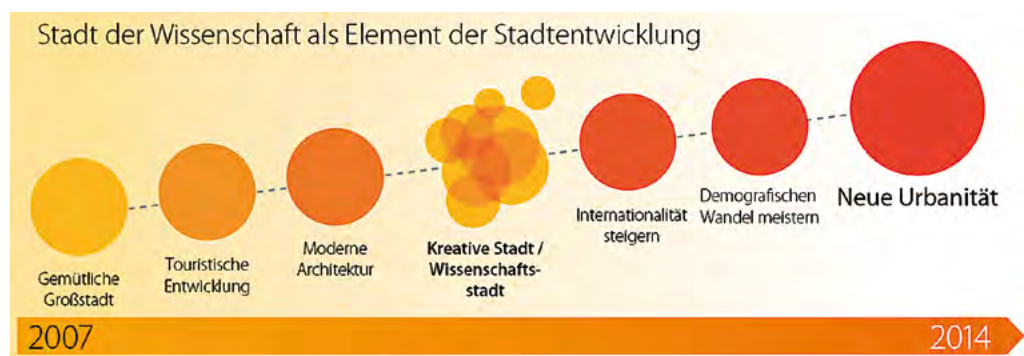 Stadt der Wissenschaft als Element der Stadtentwicklung
Gemütliche
Großstadt
Touristische
Entwicklung
Moderne
Architektur
Kreative Stadt /
Wissenschafts-
stadt
Internationalität
steigern
Demografischen
Wandel meistern
Neue Urbanität
2007
2014